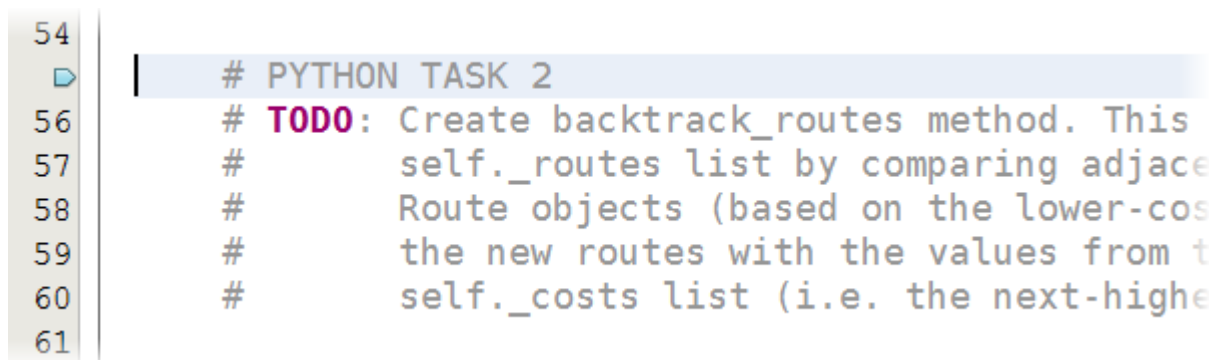 54
# PYTHON TASK 2
56 # TODO: Create backtrack_routes method. This
57 # self._routes list by comparing
58 # Route objects (based on the
59 # the new routes with the values from
60 # self._costs list (i.e. the
61